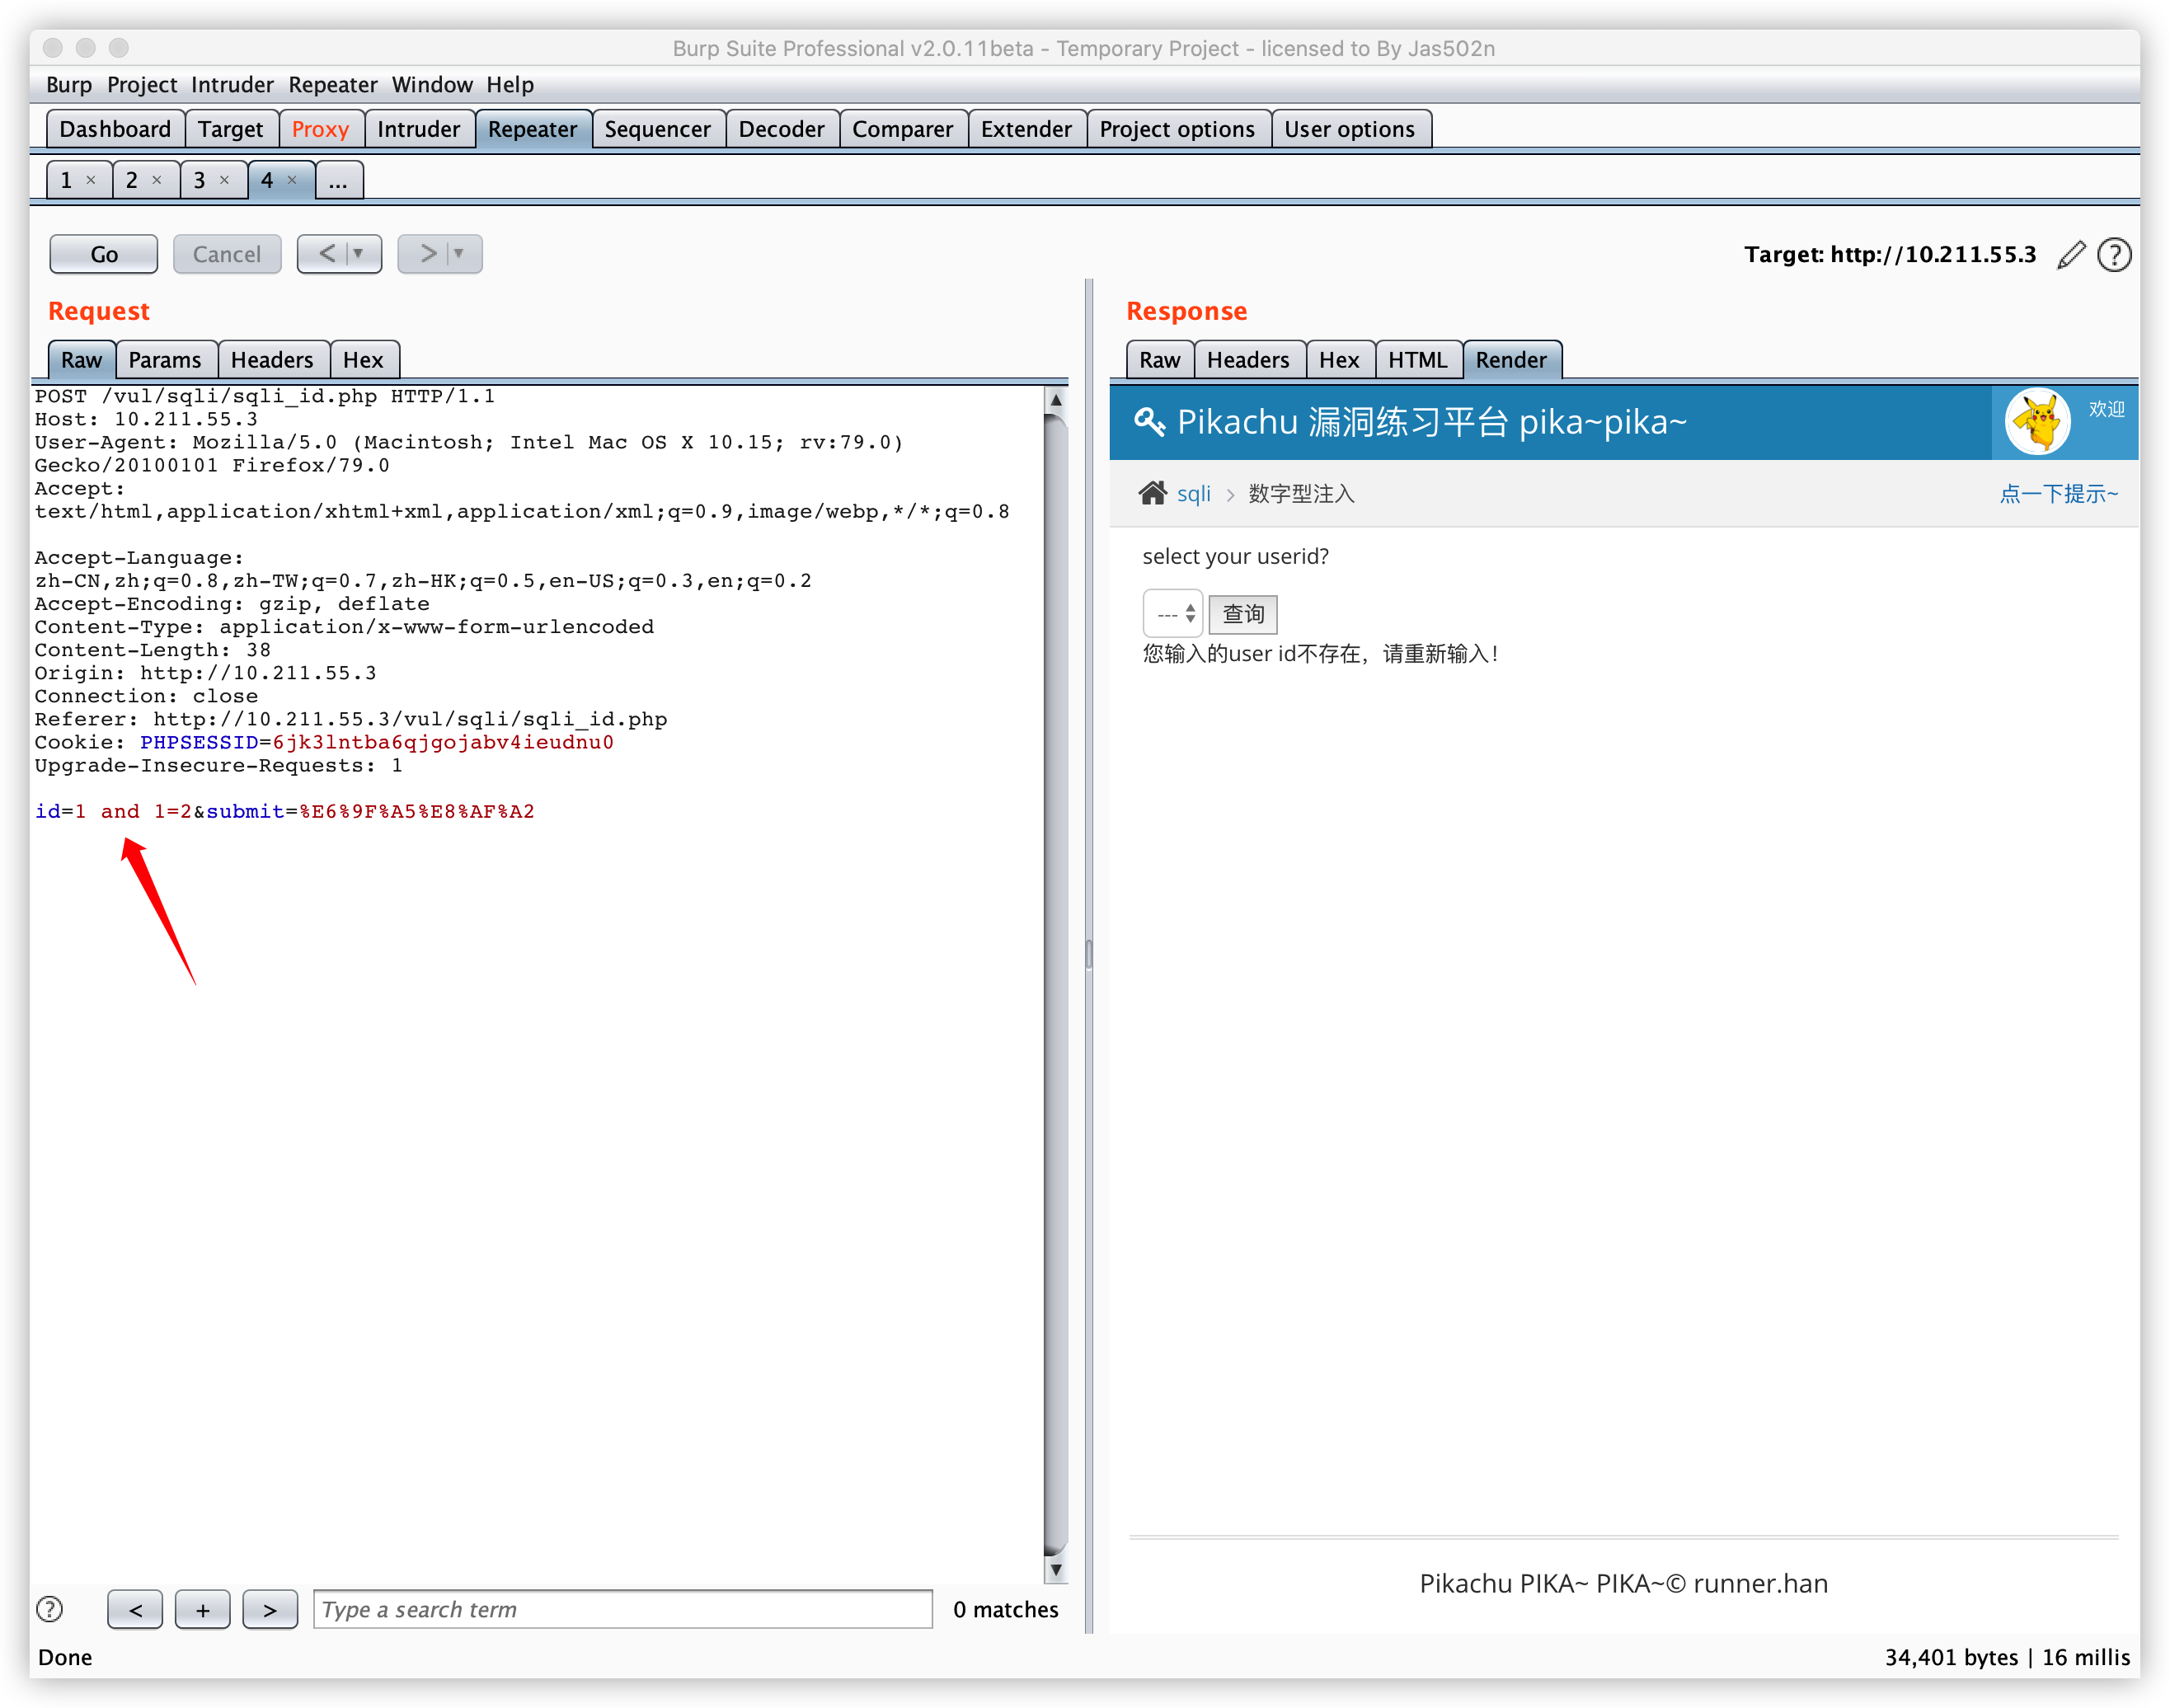 Burp Suite Professional v2.0.11beta - Temporary Project - licensed to By Jas502n
Burp Project Intruder Repeater Window Help
Dashboard Target Proxy Intruder Repeater Sequencer Decoder Comparer Extender Project options User options
1 × 2 × 3 × 4 × ...
Go Cancel < > Target: http://10.211.55.3 ?
Request
Raw Params Headers Hex
POST /vul/sqli/sqli_id.php HTTP/1.1
Host: 10.211.55.3
User-Agent: Mozilla/5.0 (Macintosh; Intel Mac OS X 10.15; rv:79.0)
Gecko/20100101 Firefox/79.0
Accept:
text/html,application/xhtml+xml,application/xml;q=0.9,image/webp,*/*;q=0.8
Accept-Language:
zh-CN,zh;q=0.8,zh-TW;q=0.7,zh-HK;q=0.5,en-US;q=0.3,en;q=0.2
Accept-Encoding: gzip, deflate
Content-Type: application/x-www-form-urlencoded
Content-Length: 38
Origin: http://10.211.55.3
Connection: close
Referer: http://10.211.55.3/vul/sqli/sqli_id.php
Cookie: PHPSESSID=6jk3lntba6qjgojabv4ieudnu0
Upgrade-Insecure-Requests: 1
id=1 and 1=2&submit=%E6%9F%A5%E8%AF%A2
? < + > Type a search term 0 matches
Response
Raw Headers Hex HTML Render
Pikachu 漏洞练习平台 pika~pika~ 欢迎
sqli > 数字型注入 点一下提示~
select your userid?
--- 查询
您输入的user id不存在，请重新输入！
Pikachu PIKA~ PIKA~© runner.han
Done 34,401 bytes | 16 millis